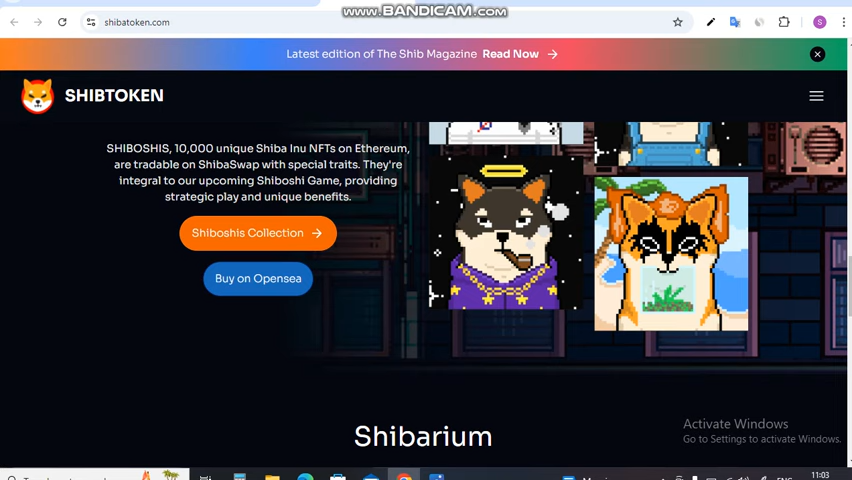 WWW.BANDICAM.COM
shibatoken.com
S
Latest edition of The Shib Magazine Read Now →
SHIBTOKEN
SHIBOSHIS, 10,000 unique Shiba Inu NFTs on Ethereum,
are tradable on ShibaSwap with special traits. They're
integral to our upcoming Shiboshi Game, providing
strategic play and unique benefits.
Shiboshis Collection →
Buy on Opensea
Shibarium
Activate Windows
Go to Settings to activate Windows.
11:03